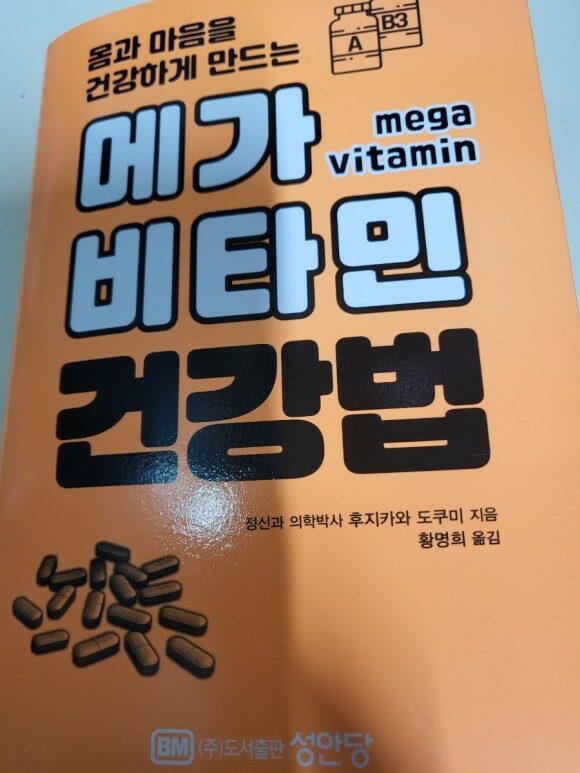 몸과 마음을
건강하게 만드는
A
B3
메가
mega
vitamin
비타민
건강법
정신과 의학박사 후지카와 도쿠미 지음
황명희 옮김
BM (주)도서출판 성안당